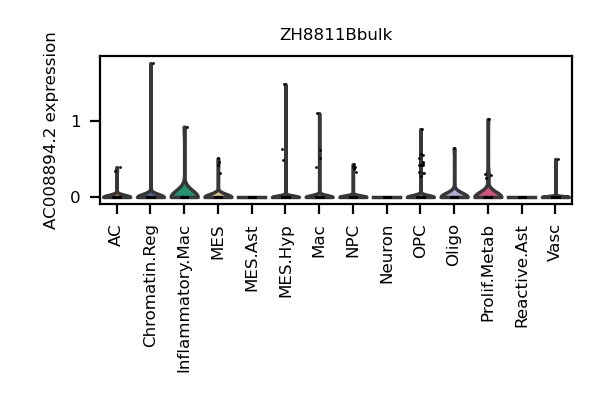 ZH8811Bbulk
AC008894.2 expression
1
0
AC
Chromatin.Reg
Inflammatory.Mac
MES
MES.Ast
MES.Hyp
Mac
NPC
Neuron
OPC
Oligo
Prolif.Metab
Reactive.Ast
Vasc